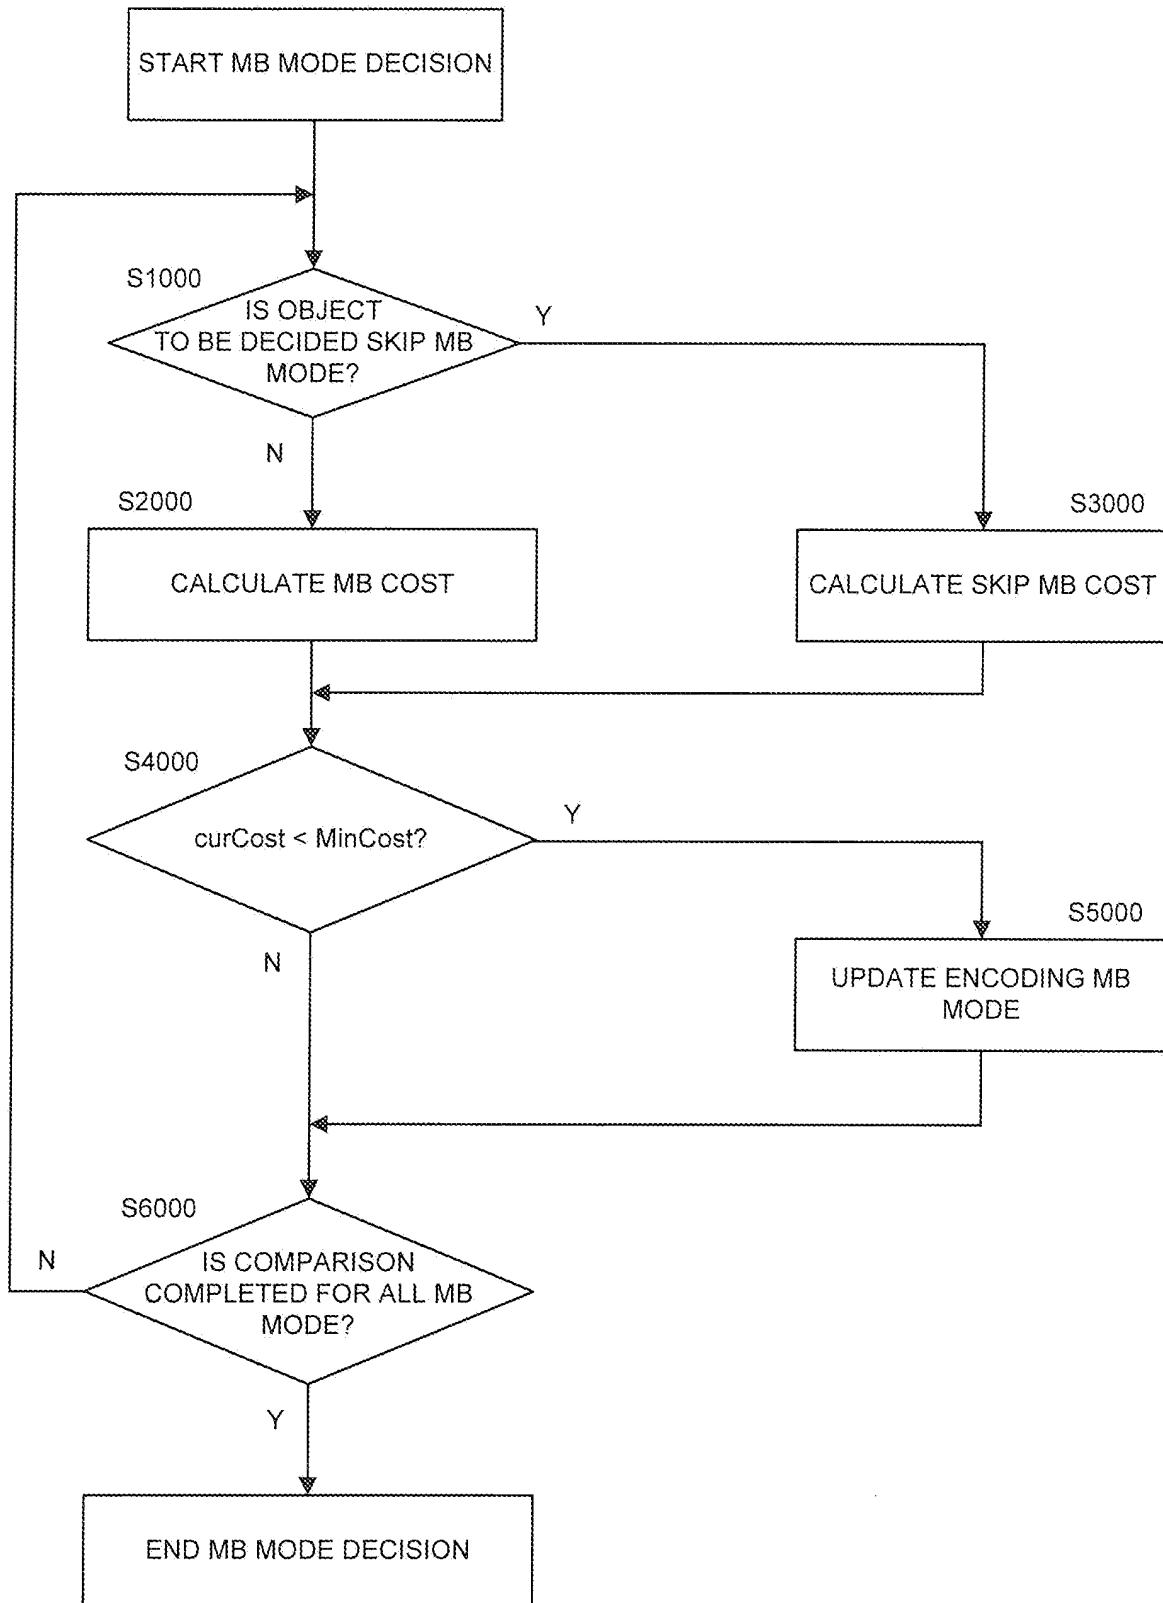 START MB MODE DECISION
S1000
IS OBJECT
TO BE DECIDED SKIP MB
MODE?
Y
N
S2000
S3000
CALCULATE MB COST
CALCULATE SKIP MB COST
S4000
curCost < MinCost?
Y
N
S5000
UPDATE ENCODING MB
MODE
S6000
N
IS COMPARISON
COMPLETED FOR ALL MB
MODE?
Y
END MB MODE DECISION